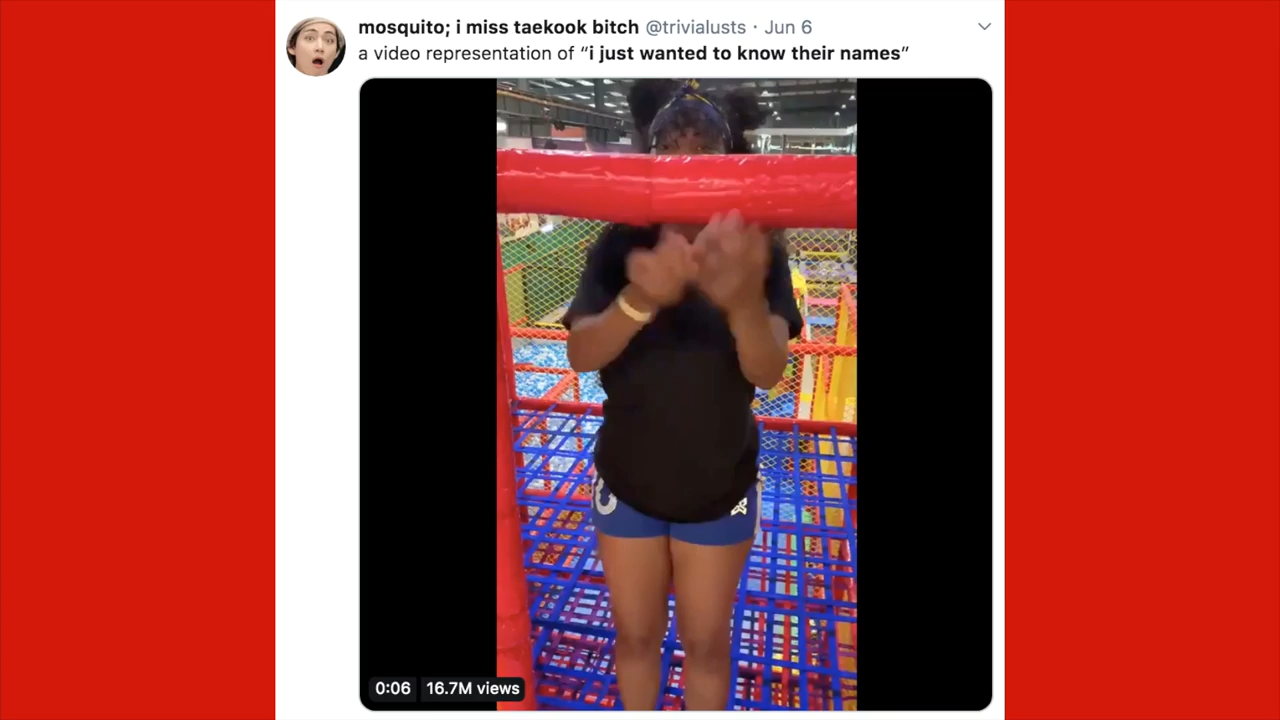 mosquito; i miss taekook bitch @trivialusts · Jun 6
a video representation of “i just wanted to know their names”
0:06 16.7M views